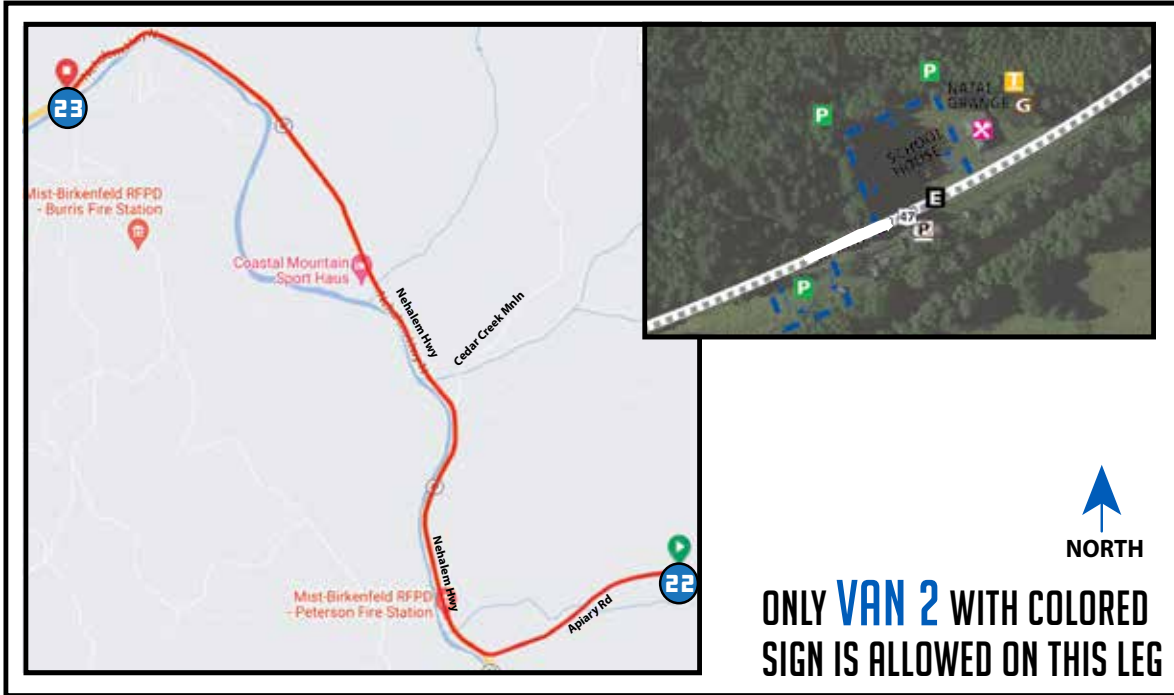 23
Mist-Birkenfeld RFPD
- Burris Fire Station
Coastal Mountain
Sport Haus
Nehalem Hwy
Cedar Creek Mnln
Nehalem Hwy
Mist-Birkenfeld RFPD
- Peterson Fire Station
Apiary Rd
22
P
P
NATAL
GRANGE
T
G
SCHOOL
HOUSE
E
47
P
P
NORTH
ONLY VAN 2 WITH COLORED
SIGN IS ALLOWED ON THIS LEG